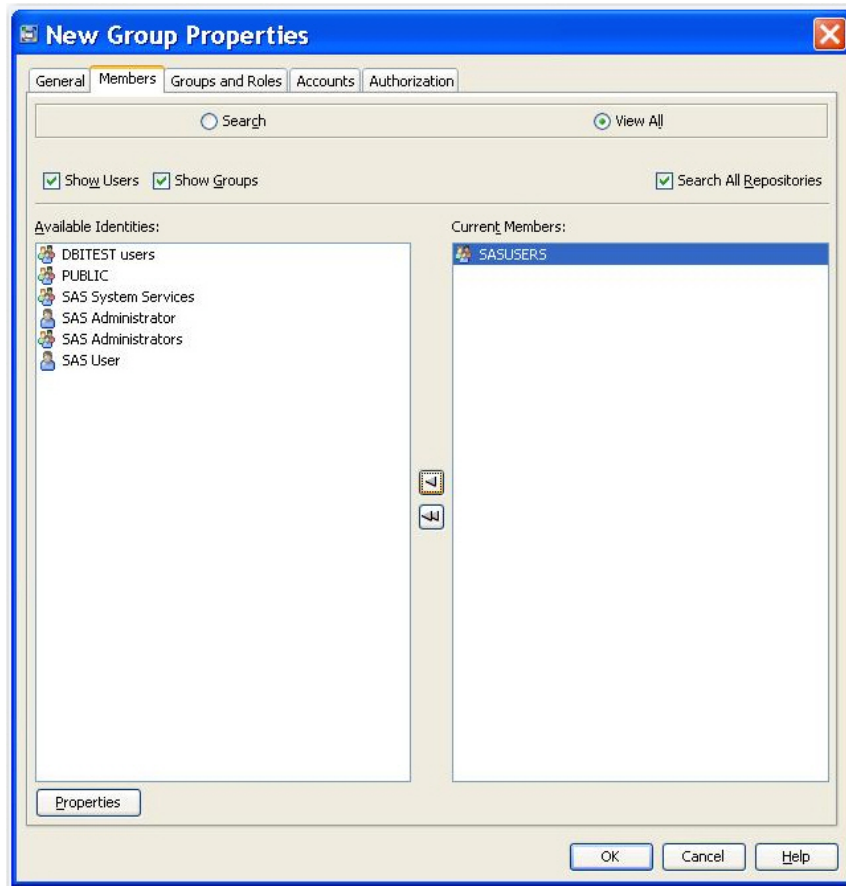 New Group Properties
General Members Groups and Roles Accounts Authorization
Search View All
Show Users Show Groups Search All Repositories
Available Identities: Current Members:
DBITEST users SASUSERS
PUBLIC
SAS System Services
SAS Administrator
SAS Administrators
SAS User
Properties
OK Cancel Help